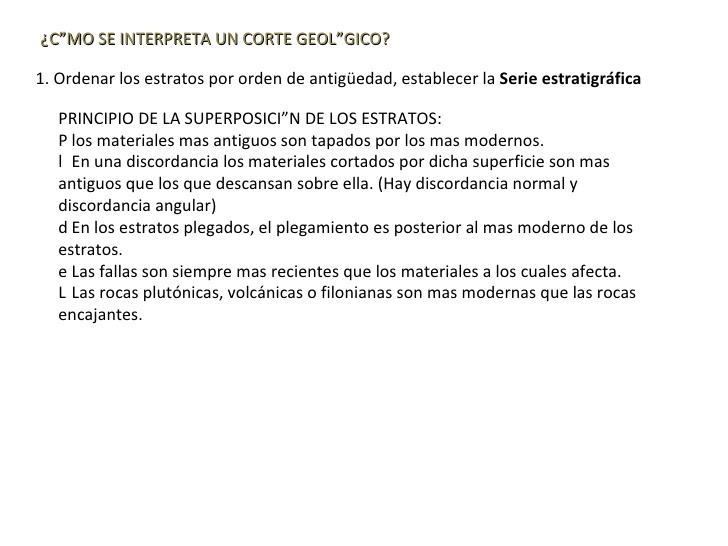 ¿C”MO SE INTERPRETA UN CORTE GEOL”GICO?
1. Ordenar los estratos por orden de antigüedad, establecer la Serie estratigráfica
PRINCIPIO DE LA SUPERPOSICI”N DE LOS ESTRATOS:
P los materiales mas antiguos son tapados por los mas modernos.
l En una discordancia los materiales cortados por dicha superficie son mas
antiguos que los que descansan sobre ella. (Hay discordancia normal y
discordancia angular)
d En los estratos plegados, el plegamiento es posterior al mas moderno de los
estratos.
e Las fallas son siempre mas recientes que los materiales a los cuales afecta.
L Las rocas plutónicas, volcánicas o filonianas son mas modernas que las rocas
encajantes.